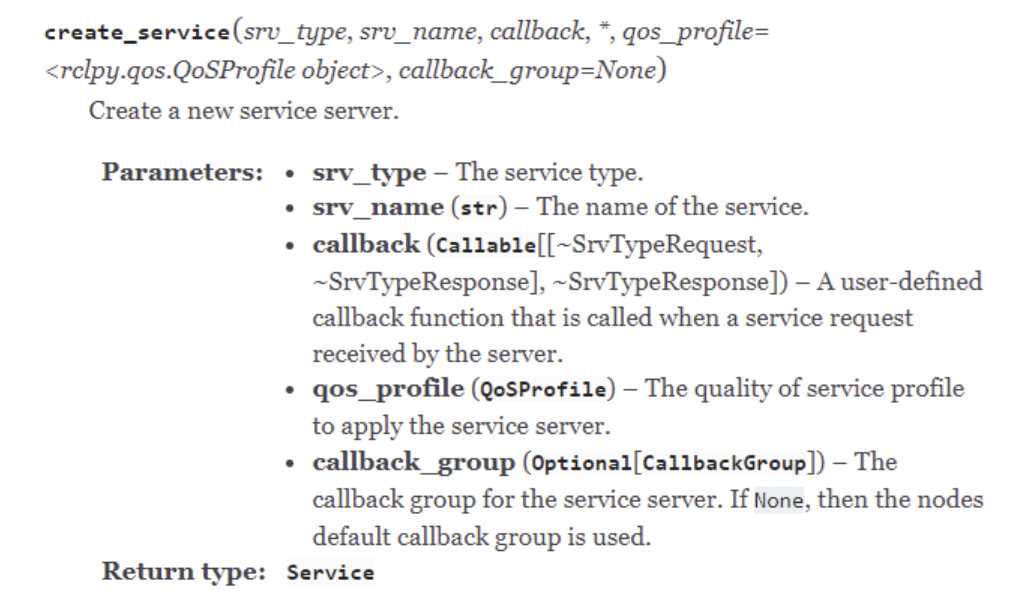 create_service(srv_type, srv_name, callback, *, qos_profile=
<rclpy.qos.QoSProfile object>, callback_group=None)
Create a new service server.
Parameters: • srv_type – The service type.
• srv_name (str) – The name of the service.
• callback (Callable[[~SrvTypeRequest,
~SrvTypeResponse], ~SrvTypeResponse]) – A user-defined
callback function that is called when a service request
received by the server.
• qos_profile (QoSProfile) – The quality of service profile
to apply the service server.
• callback_group (Optional[CallbackGroup]) – The
callback group for the service server. If None, then the nodes
default callback group is used.
Return type: Service